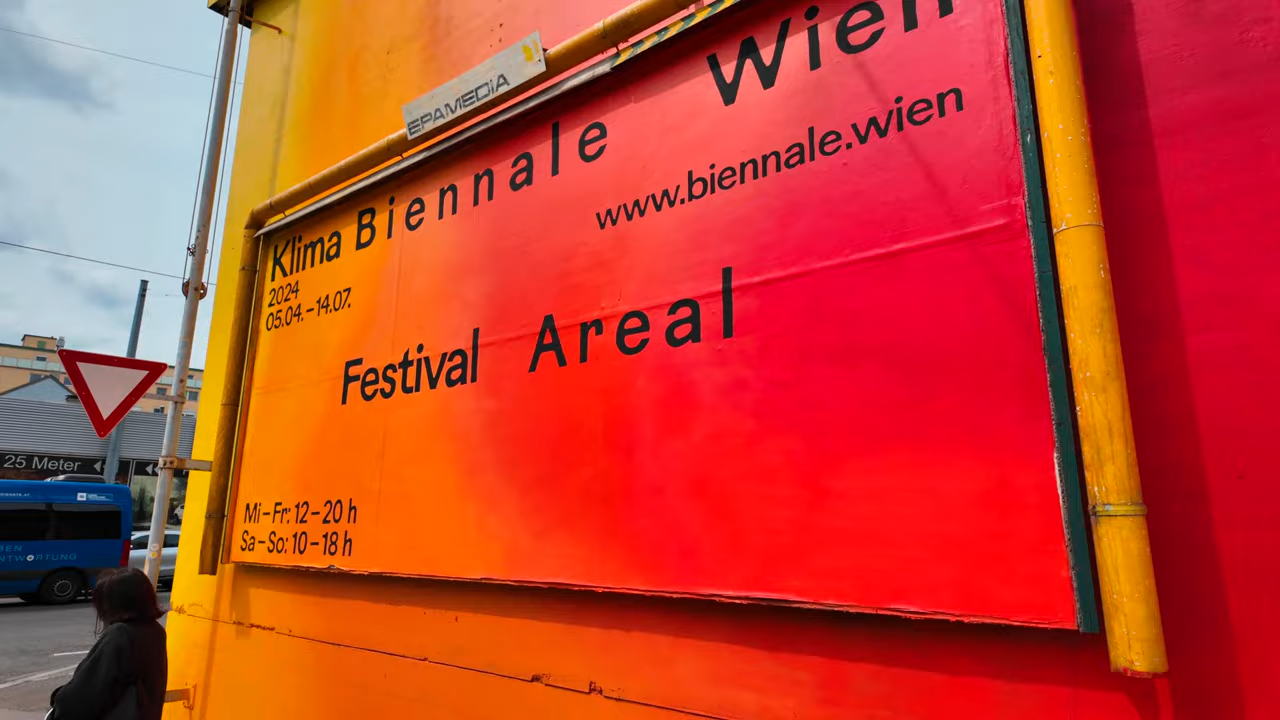 EPAMEDIA
Klima Biennale Wien
2024
05.04.–14.07.
www.biennale.wien
Festival Areal
Mi–Fr: 12–20 h
Sa–So: 10–18 h
25 Meter